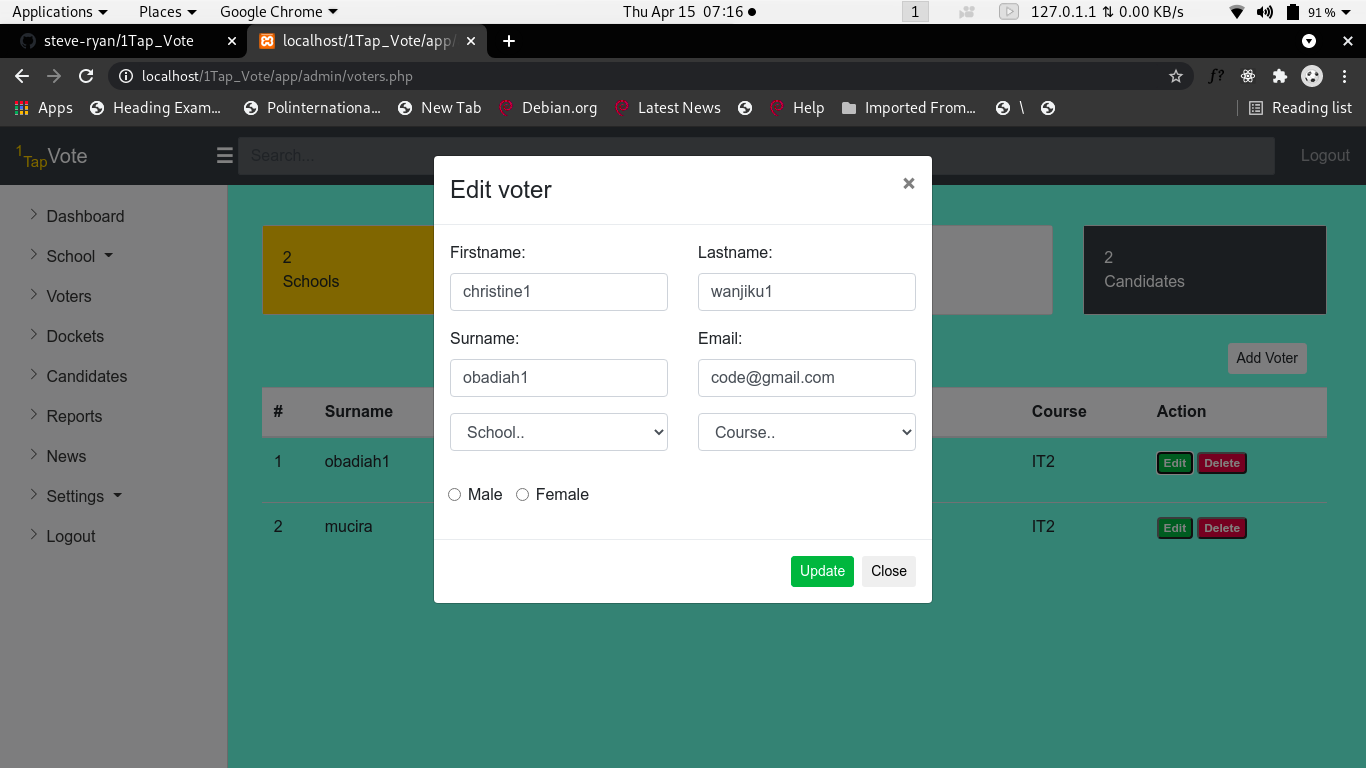 Applications Places Google Chrome Thu Apr 15 07:16 1 127.0.1.1 ⇅ 0.00 KB/s 91 %
steve-ryan/1Tap_Vote localhost/1Tap_Vote/app/
localhost/1Tap_Vote/app/admin/voters.php f?
Apps Heading Exam... Polinternationa... New Tab Debian.org Latest News Help Imported From... \ Reading list
1TapVote Search... Logout
Edit voter ×
Dashboard
School
Voters
Dockets
Candidates
Reports
News
Settings
Logout
2
Schools
2
Candidates
Firstname: Lastname:
christine1 wanjiku1
Surname: Email:
obadiah1 code@gmail.com
School.. Course..
Male Female
Update Close
Add Voter
# Surname Course Action
1 obadiah1 IT2 Edit Delete
2 mucira IT2 Edit Delete